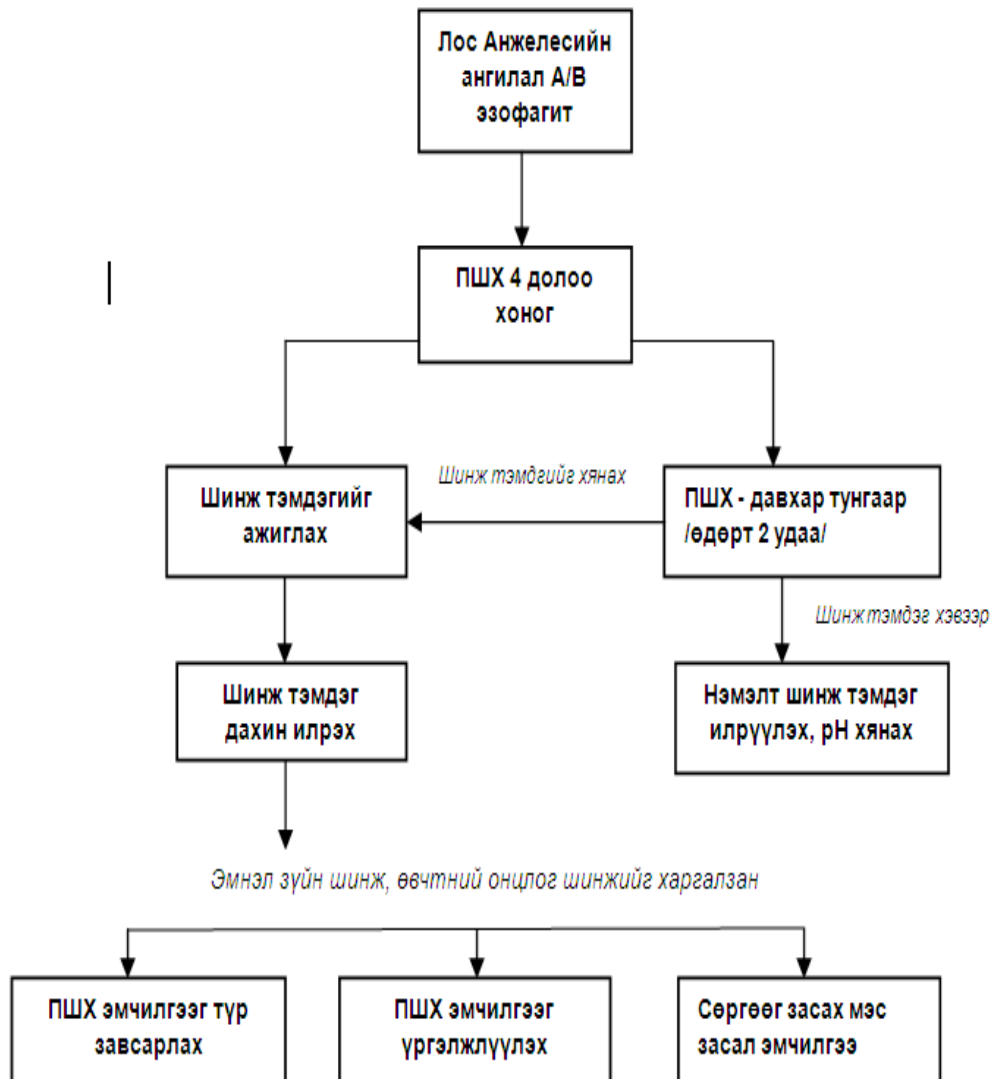 Лос Анжелесийн
ангилал А/В
эзофагит
ПШХ 4 долоо
хоног
Шинж тэмдэгийг
ажиглах
Шинж тэмдгийг хянах
ПШХ - давхар тунгаар
/өдөрт 2 удаа/
Шинж тэмдэг хэвээр
Шинж тэмдэг
дахин илрэх
Нэмэлт шинж тэмдэг
илрүүлэх, рН хянах
Эмнэл зүйн шинж, өвчтний онцлог шинжийг харгалзан
ПШХ эмчилгээг түр
завсарлах
ПШХ эмчилгээг
үргэлжлүүлэх
Сөргөөг засах мэс
засал эмчилгээ